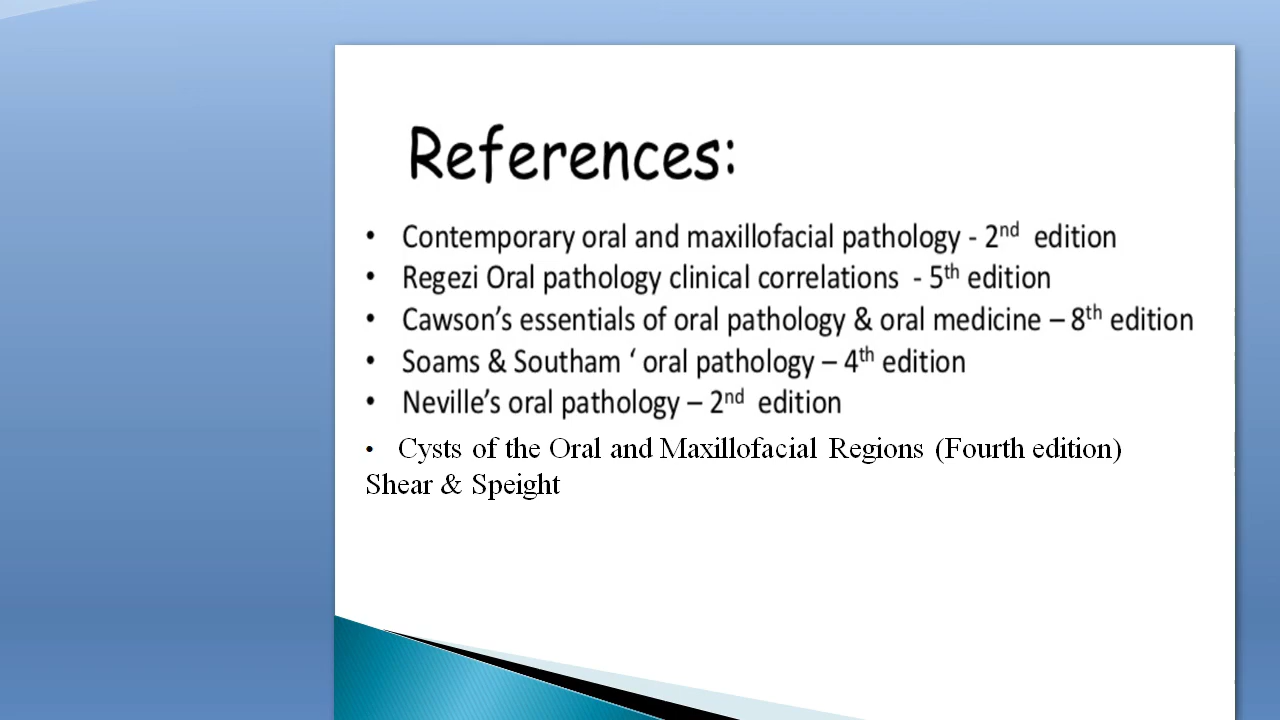 References:
• Contemporary oral and maxillofacial pathology - 2nd edition
• Regezi Oral pathology clinical correlations - 5th edition
• Cawson’s essentials of oral pathology & oral medicine – 8th edition
• Soams & Southam ‘ oral pathology – 4th edition
• Neville’s oral pathology – 2nd edition
• Cysts of the Oral and Maxillofacial Regions (Fourth edition)
Shear & Speight